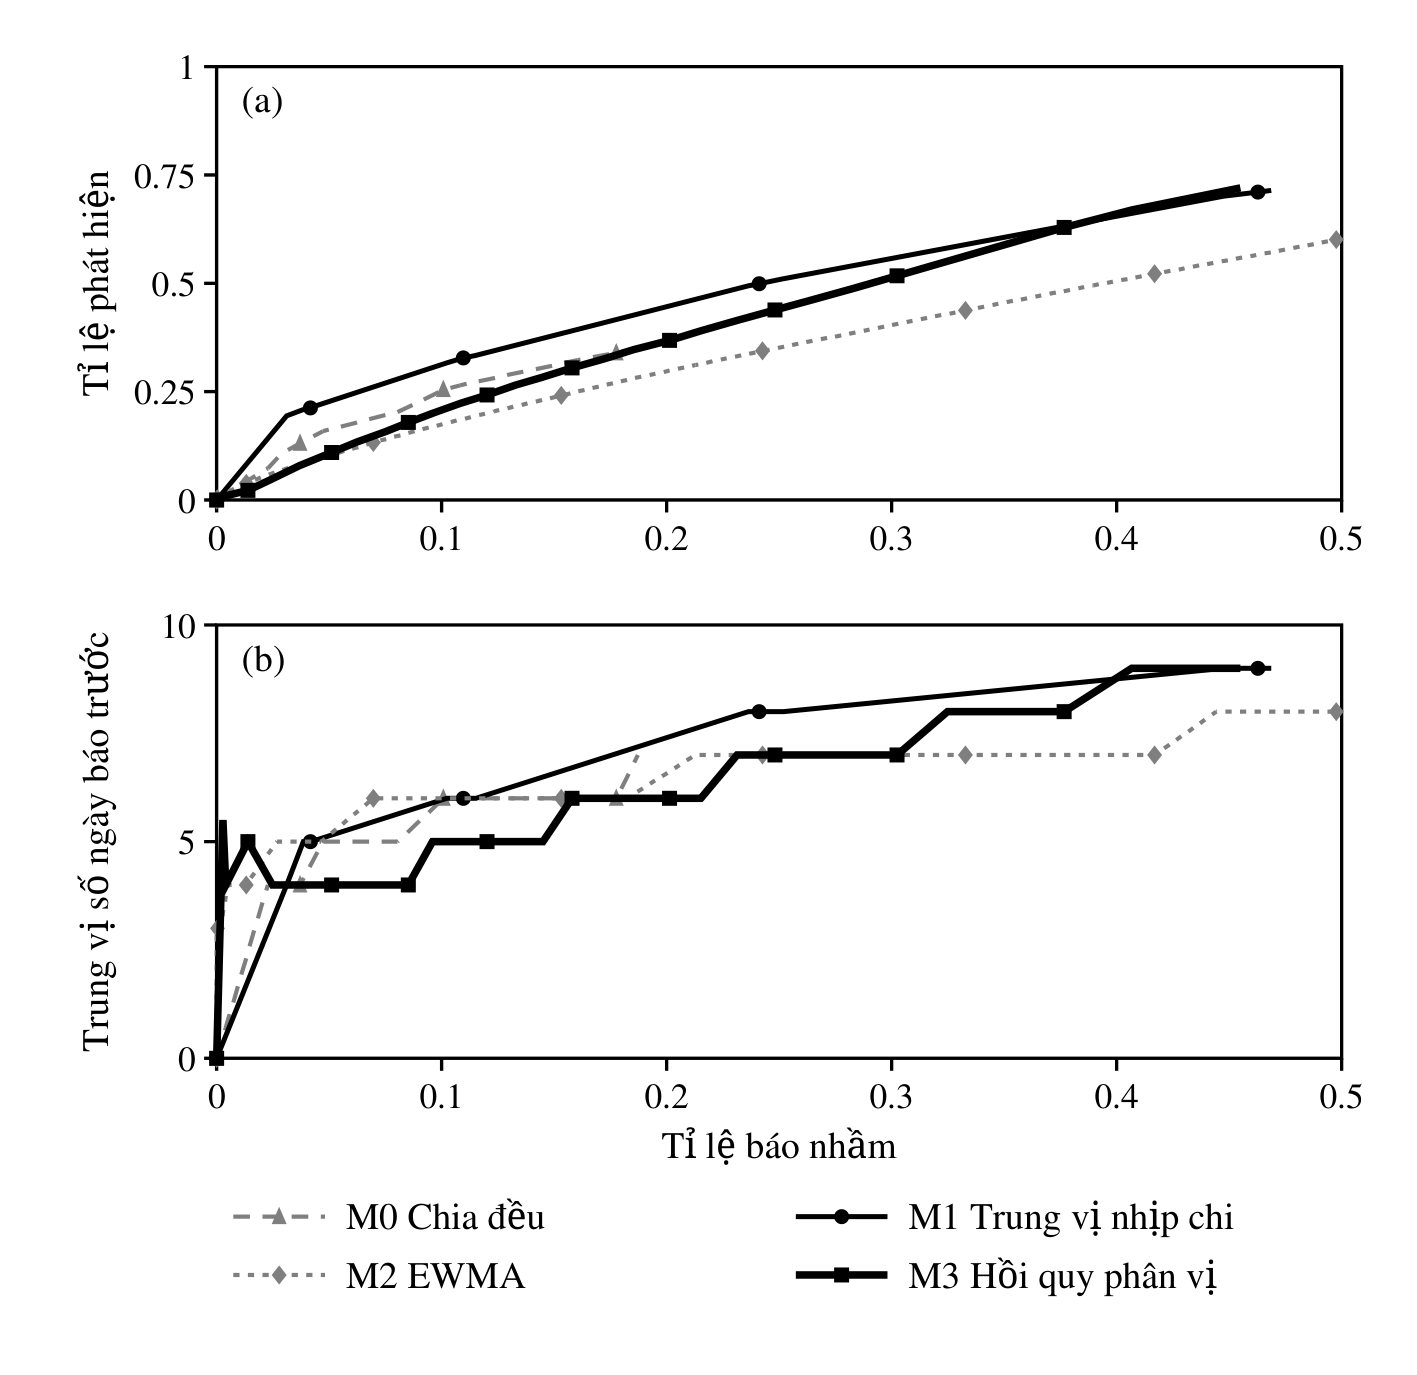 (a)
Tỉ lệ phát hiện
1
0.75
0.5
0.25
0
0 0.1 0.2 0.3 0.4 0.5
(b)
Trung vị số ngày báo trước
10
5
0
0 0.1 0.2 0.3 0.4 0.5
Tỉ lệ báo nhầm
M0 Chia đều
M1 Trung vị nhịp chi
M2 EWMA
M3 Hồi quy phân vị